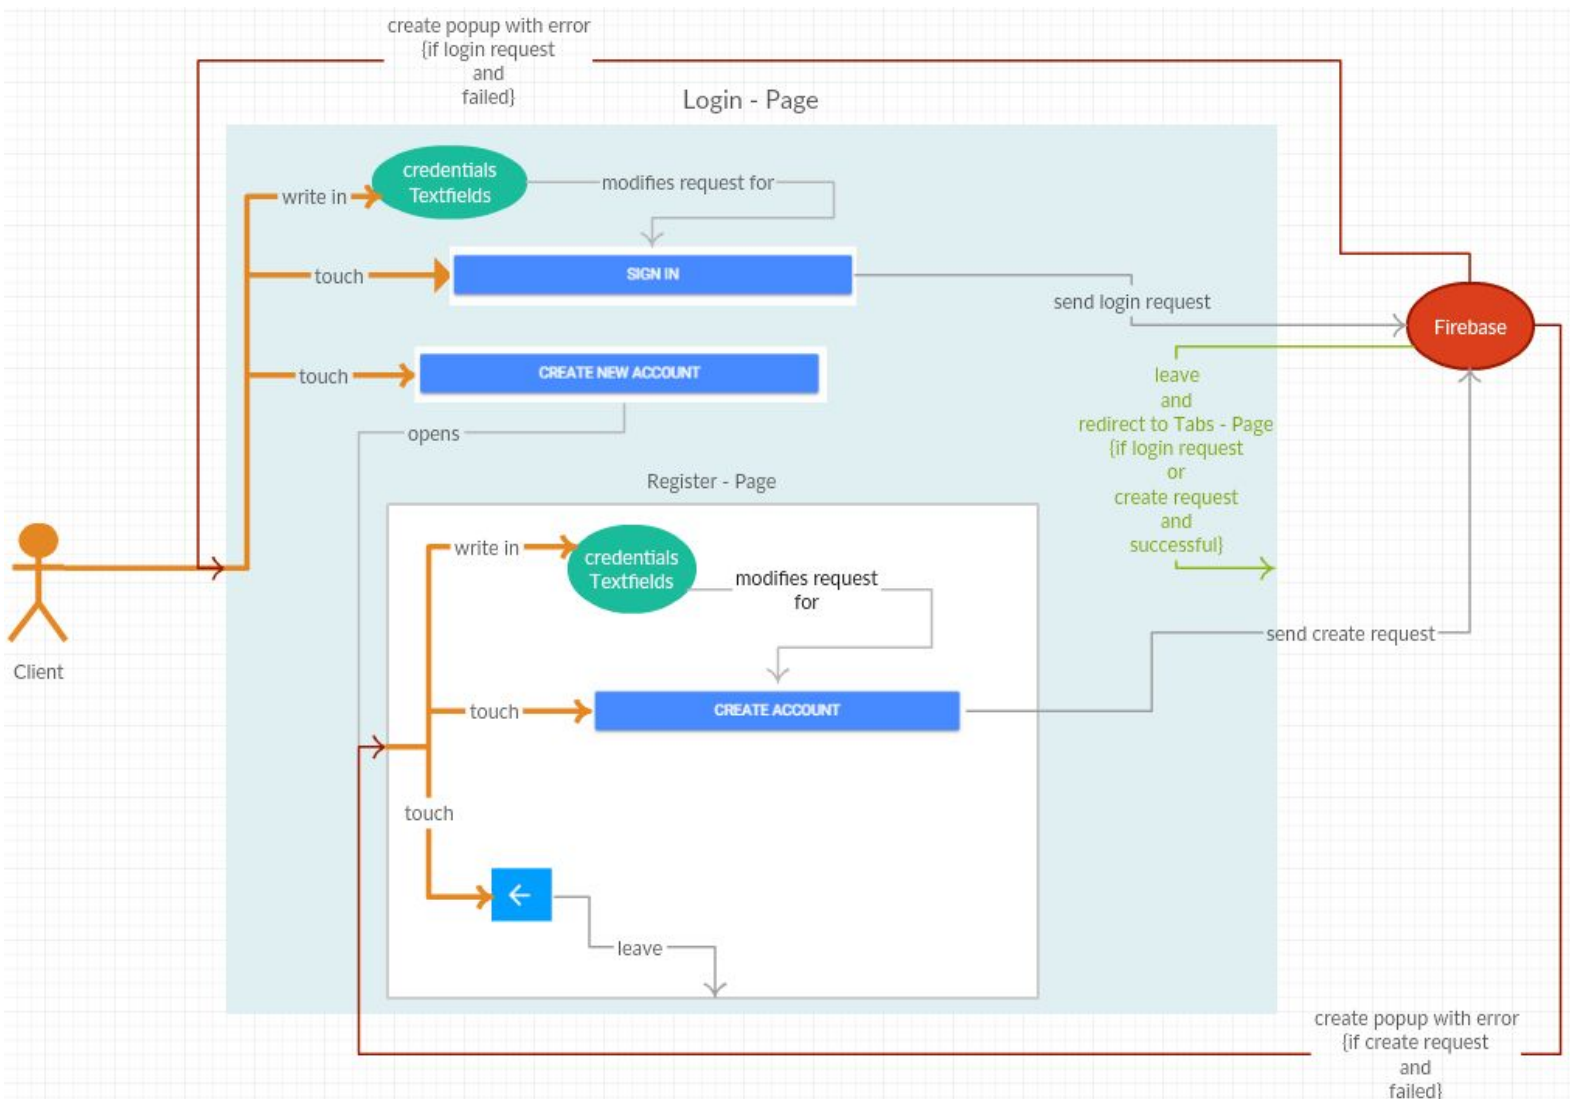 create popup with error
{if login request
and
failed}
Login - Page
credentials
Textfields
write in
modifies request for
touch
SIGN IN
send login request
Firebase
touch
CREATE NEW ACCOUNT
leave
and
redirect to Tabs - Page
{if login request
or
create request
and
successful}
opens
Register - Page
write in
credentials
Textfields
modifies request
for
send create request
Client
touch
CREATE ACCOUNT
touch
leave
create popup with error
{if create request
and
failed}